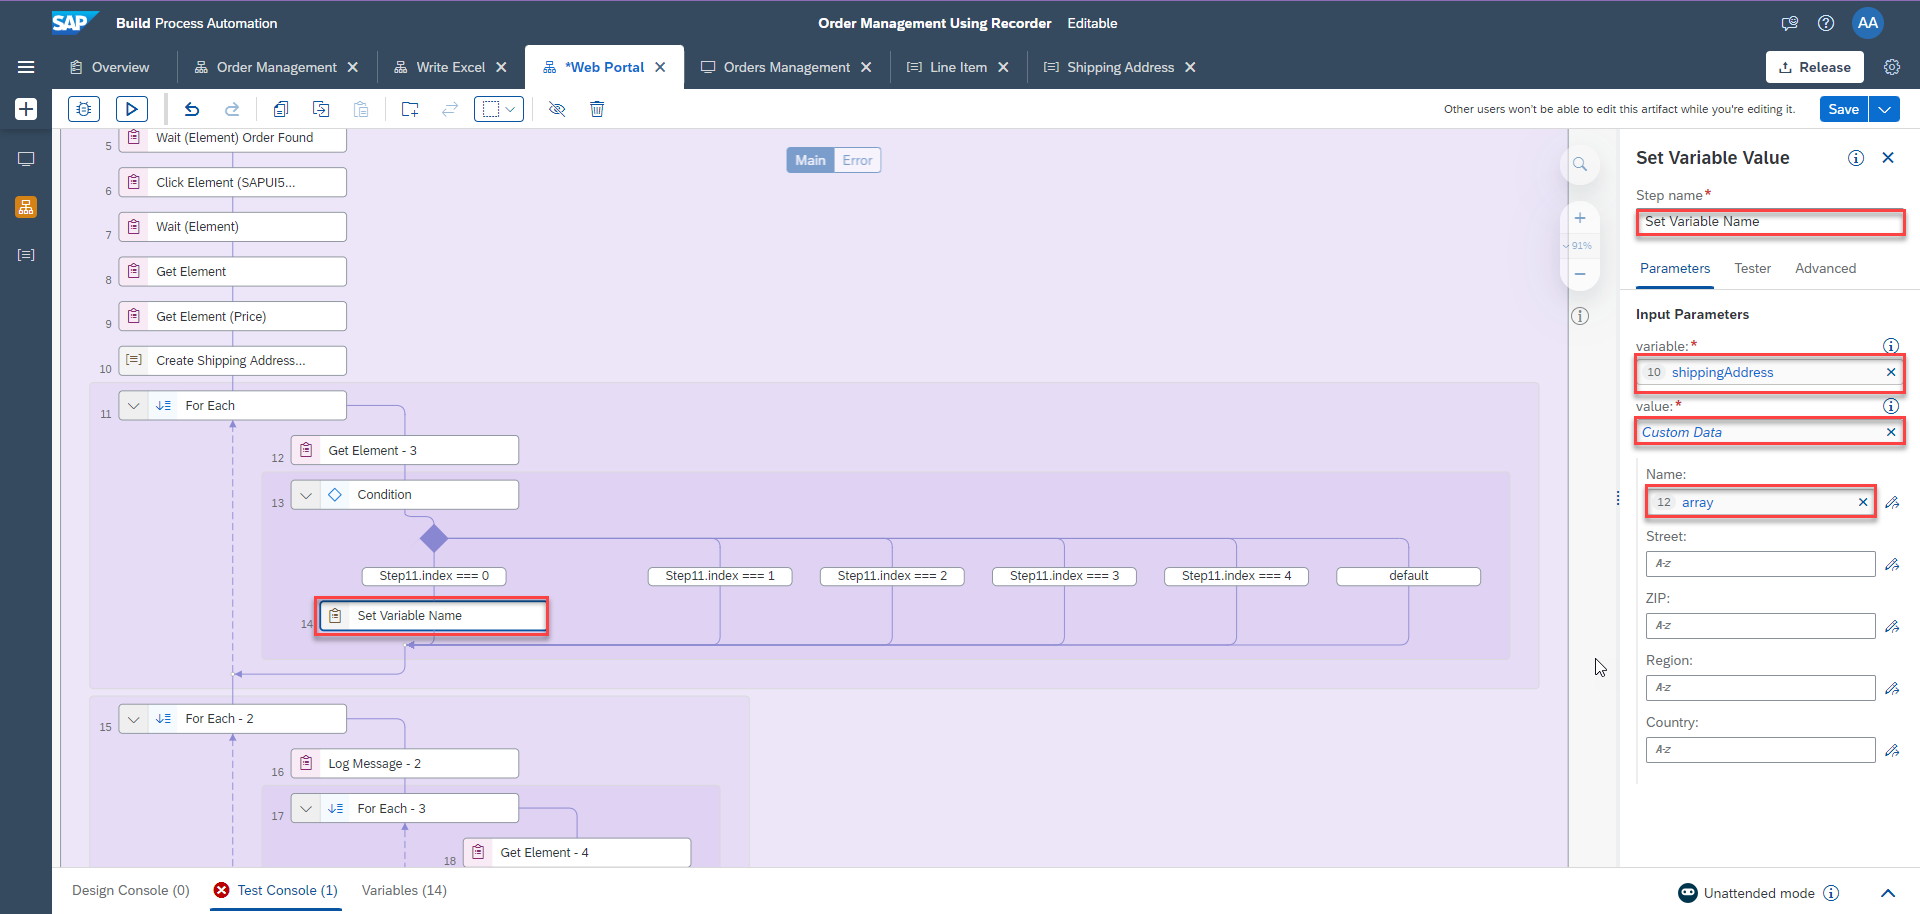 SAP Build Process Automation
Order Management Using Recorder Editable
AA
Overview
Order Management
Write Excel
*Web Portal
Orders Management
Line Item
Shipping Address
Release
Other users won't be able to edit this artifact while you're editing it.
Save
5 Wait (Element) Order Found
Main Error
6 Click Element (SAPUI5...
7 Wait (Element)
8 Get Element
9 Get Element (Price)
10 Create Shipping Address...
11 For Each
12 Get Element - 3
13 Condition
Step11.index === 0
Step11.index === 1
Step11.index === 2
Step11.index === 3
Step11.index === 4
default
14 Set Variable Name
15 For Each - 2
16 Log Message - 2
17 For Each - 3
18 Get Element - 4
91%
Set Variable Value
Step name*
Set Variable Name
Parameters Tester Advanced
Input Parameters
variable:*
10 shippingAddress
value:*
Custom Data
Name:
12 array
Street:
A-z
ZIP:
A-z
Region:
A-z
Country:
A-z
Design Console (0)
Test Console (1)
Variables (14)
Unattended mode